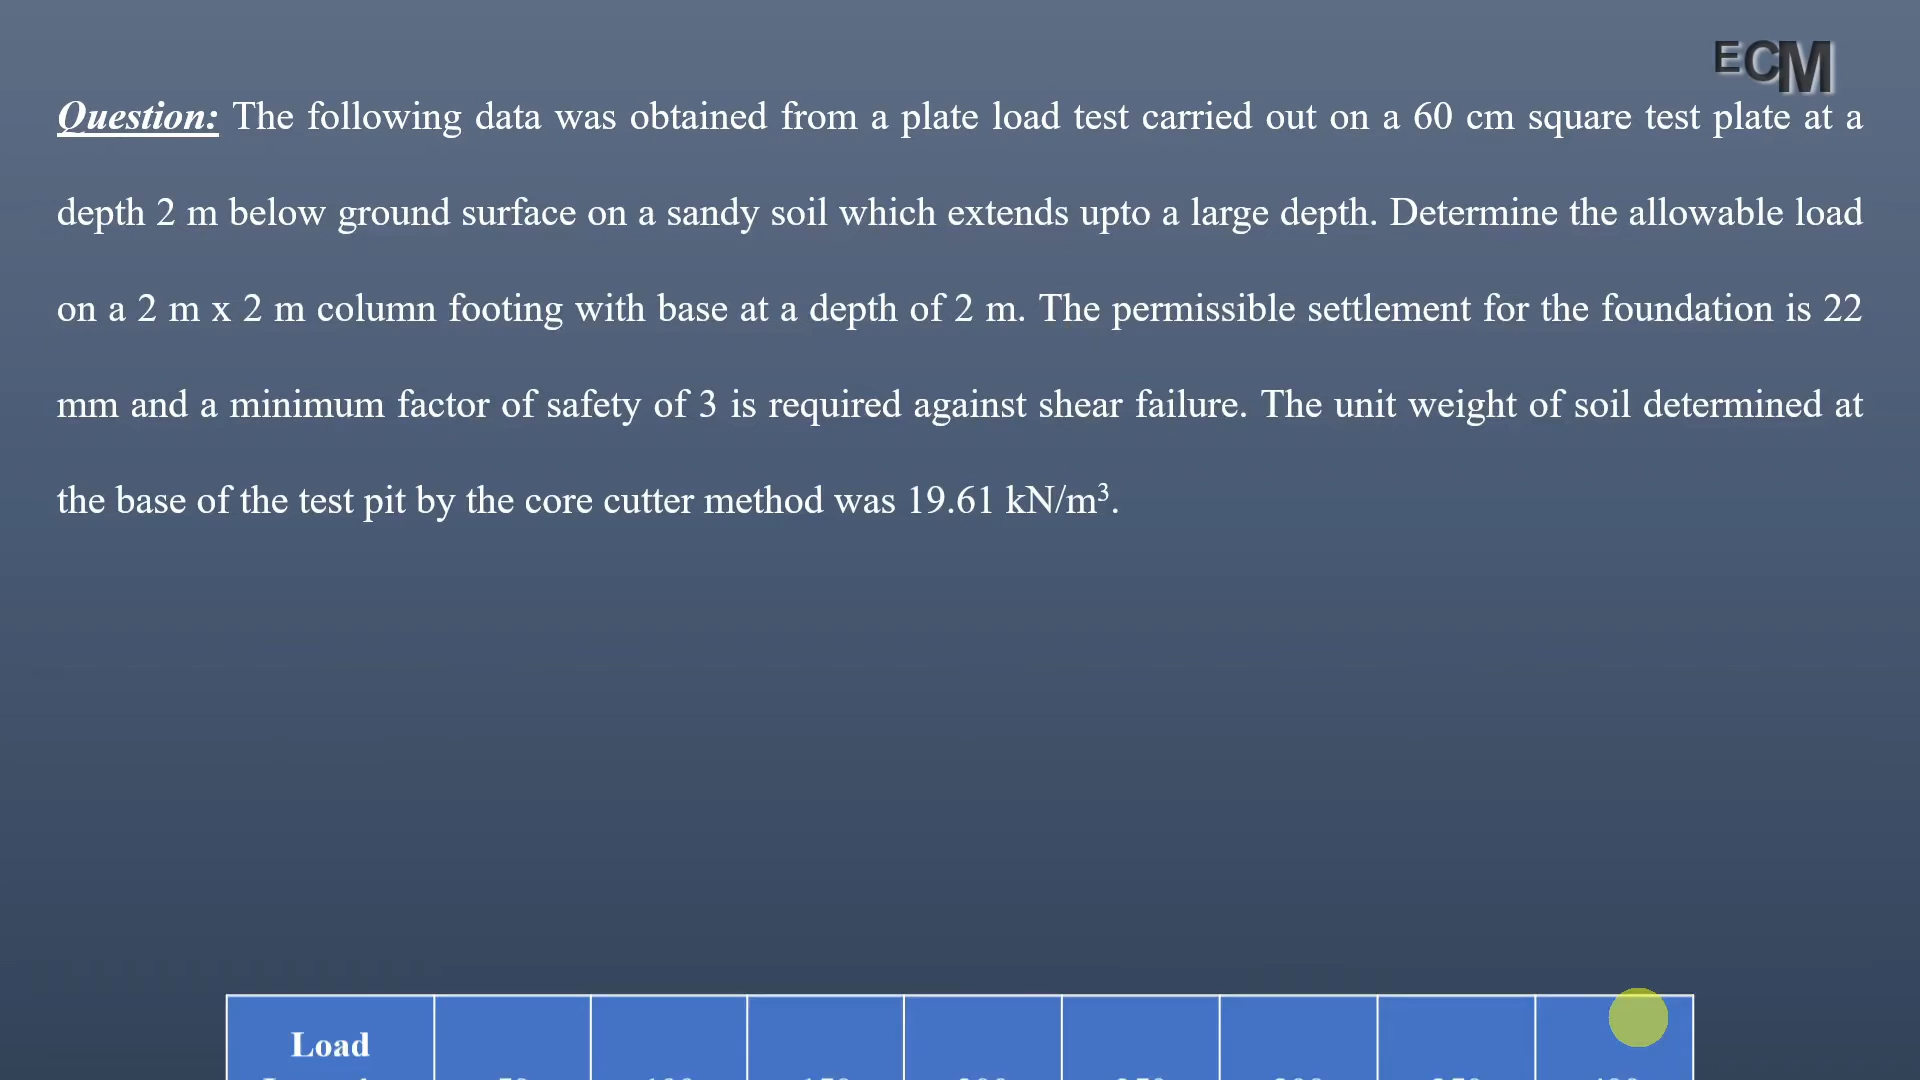 ECM
Question: The following data was obtained from a plate load test carried out on a 60 cm square test plate at a
depth 2 m below ground surface on a sandy soil which extends upto a large depth. Determine the allowable load
on a 2 m x 2 m column footing with base at a depth of 2 m. The permissible settlement for the foundation is 22
mm and a minimum factor of safety of 3 is required against shear failure. The unit weight of soil determined at
the base of the test pit by the core cutter method was 19.61 kN/m³.
Load